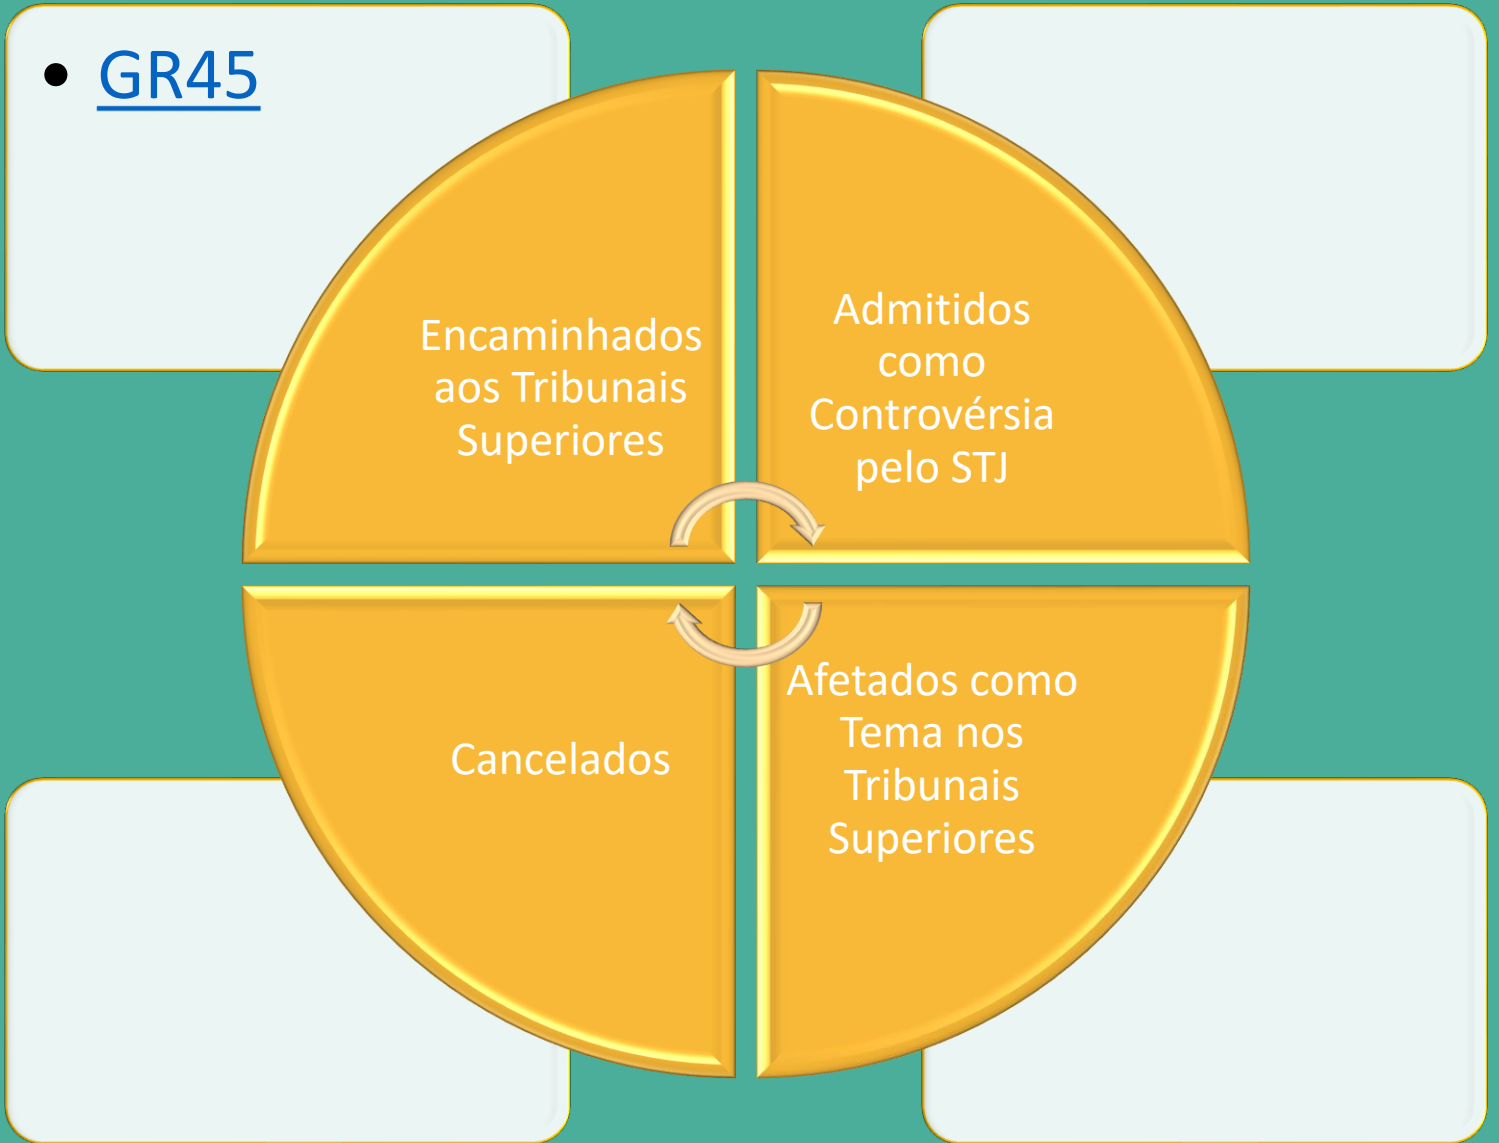 • GR45
Encaminhados
aos Tribunais
Superiores
Admitidos
como
Controvérsia
pelo STJ
Cancelados
Afetados como
Tema nos
Tribunais
Superiores